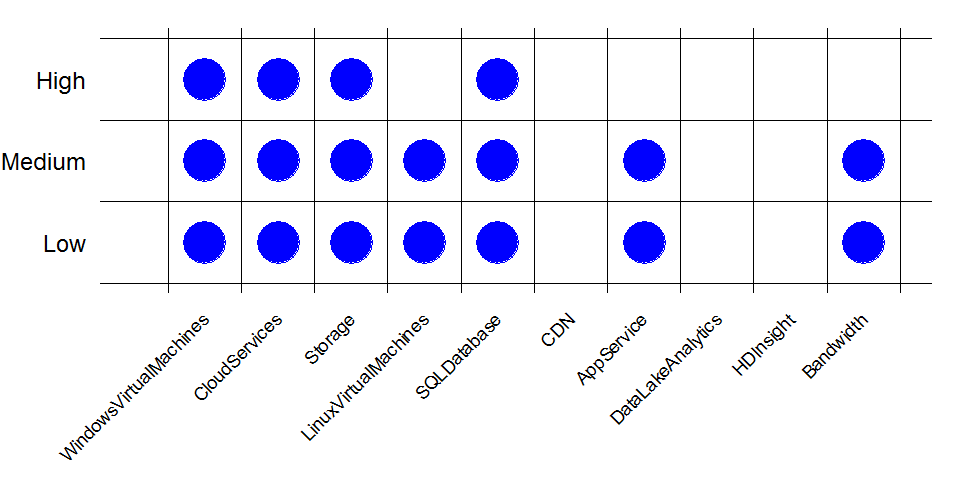 High
Medium
Low
WindowsVirtualMachines
CloudServices
Storage
LinuxVirtualMachines
SQLDatabase
CDN
AppService
DataLakeAnalytics
HDInsight
Bandwidth